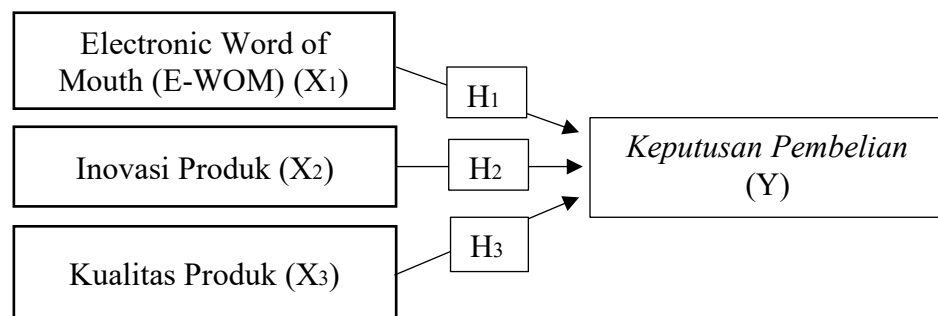 Electronic Word of
Mouth (E-WOM) (X1)
H1
Inovasi Produk (X2)
H2
Keputusan Pembelian
(Y)
Kualitas Produk (X3)
H3